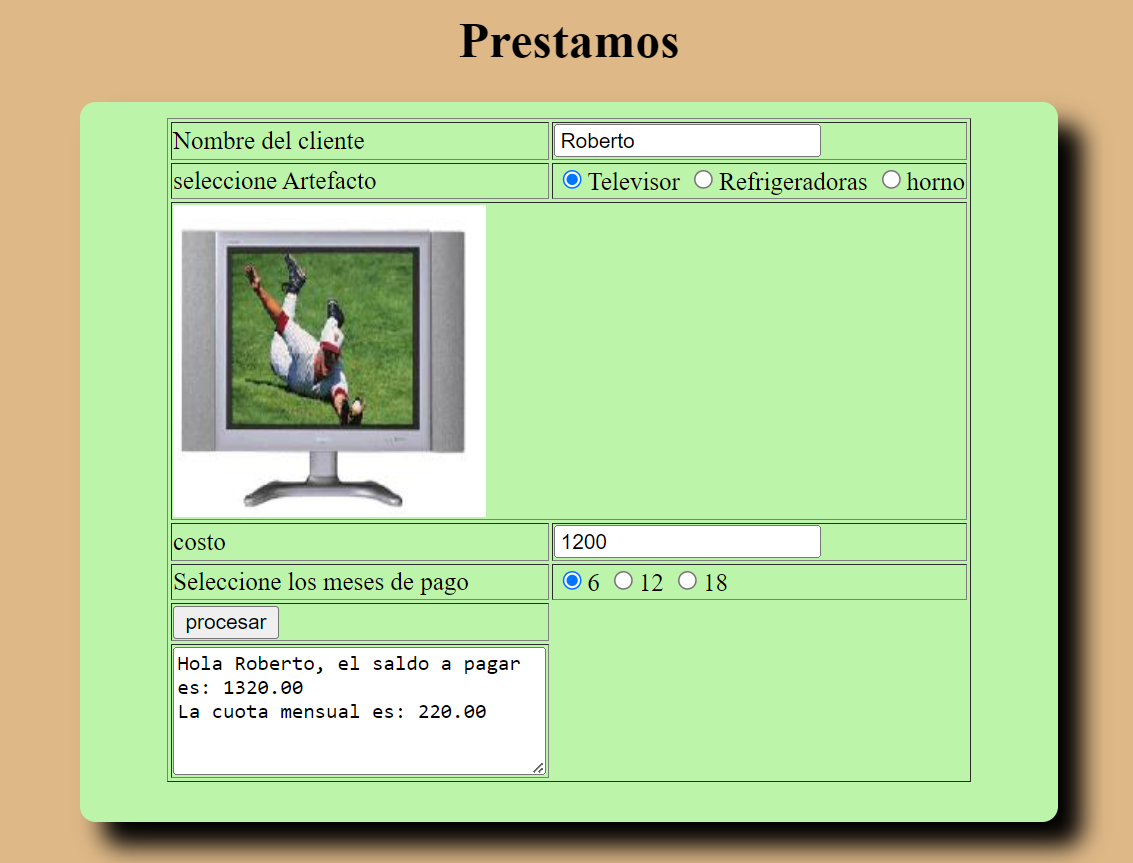 Prestamos
Nombre del cliente Roberto
seleccione Artefacto Televisor Refrigeradoras horno
costo 1200
Seleccione los meses de pago 6 12 18
procesar
Hola Roberto, el saldo a pagar
es: 1320.00
La cuota mensual es: 220.00